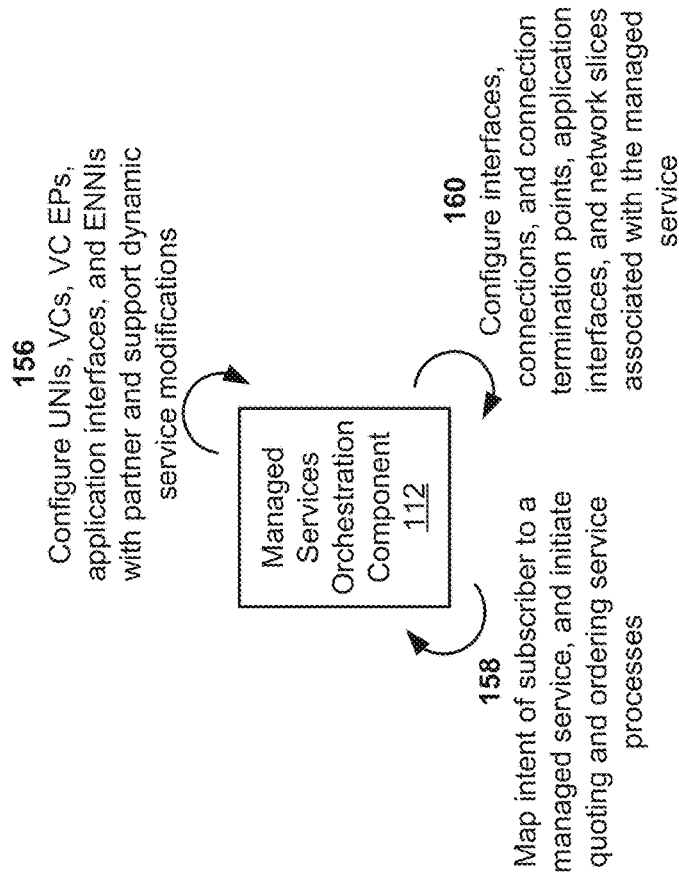 156
Configure UNIs, VCs, VC EPs,
application interfaces, and ENNIs
with partner and support dynamic
service modifications
Managed
Services
Orchestration
Component
112
158
Map intent of subscriber to a
managed service, and initiate
quoting and ordering service
processes
160
Configure interfaces,
connections, and connection
termination points, application
interfaces, and network slices
associated with the managed
service